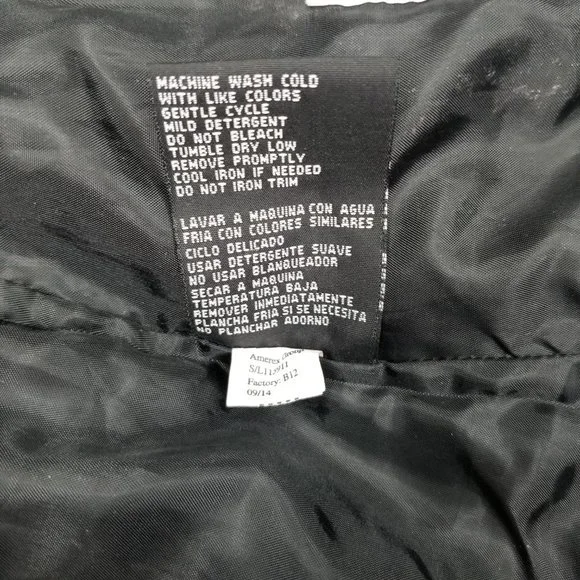 MACHINE WASH COLD
WITH LIKE COLORS
GENTLE CYCLE
MILD DETERGENT
DO NOT BLEACH
TUMBLE DRY LOW
REMOVE PROMPTLY
COOL IRON IF NEEDED
DO NOT IRON TRIM
LAVAR A MAQUINA CON AGUA
FRIA CON COLORES SIMILARES
CICLO DELICADO
USAR DETERGENTE SUAVE
NO USAR BLANQUEADOR
SECAR A MAQUINA
TEMPERATURA BAJA
REMOVER INMEDIATAMENTE
PLANCHA FRIA SI SE NECESITA
NO PLANCHAR ADORNO
Amerex
Factory: B12
09/14